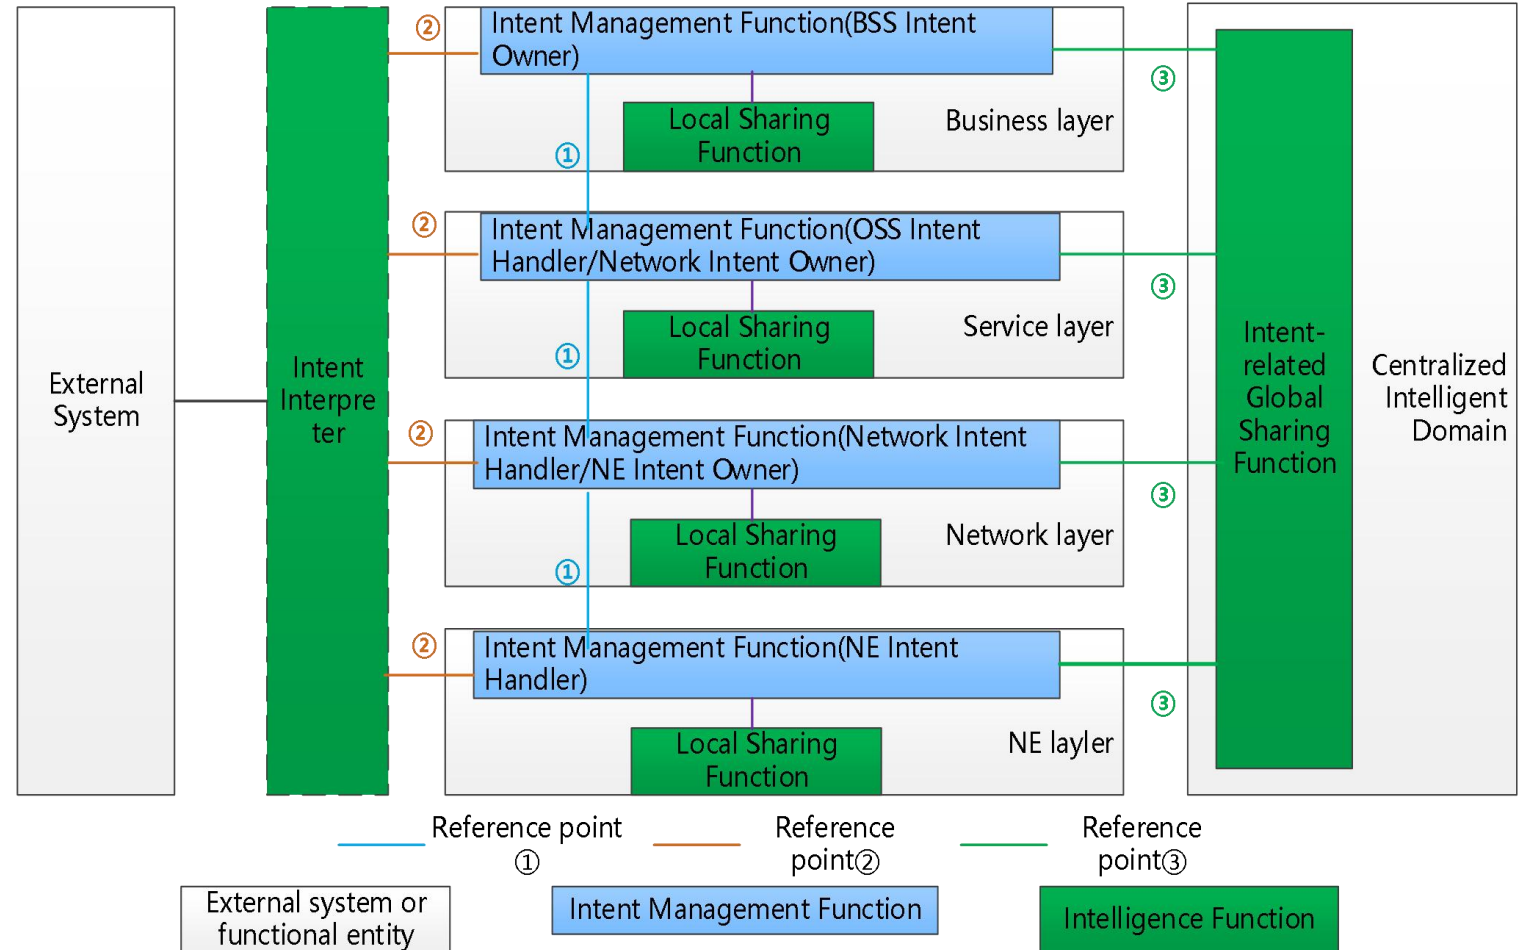 External
System
Intent
Interpre
ter
②
Intent Management Function(BSS Intent
Owner)
③
Local Sharing
Function
Business layer
①
②
Intent Management Function(OSS Intent
Handler/Network Intent Owner)
③
Local Sharing
Function
Service layer
①
②
Intent Management Function(Network Intent
Handler/NE Intent Owner)
③
Local Sharing
Function
Network layer
①
②
Intent Management Function(NE Intent
Handler)
③
Local Sharing
Function
NE layler
Intent-
related
Global
Sharing
Function
Centralized
Intelligent
Domain
Reference point
①
Reference
point②
Reference
point③
External system or
functional entity
Intent Management Function
Intelligence Function